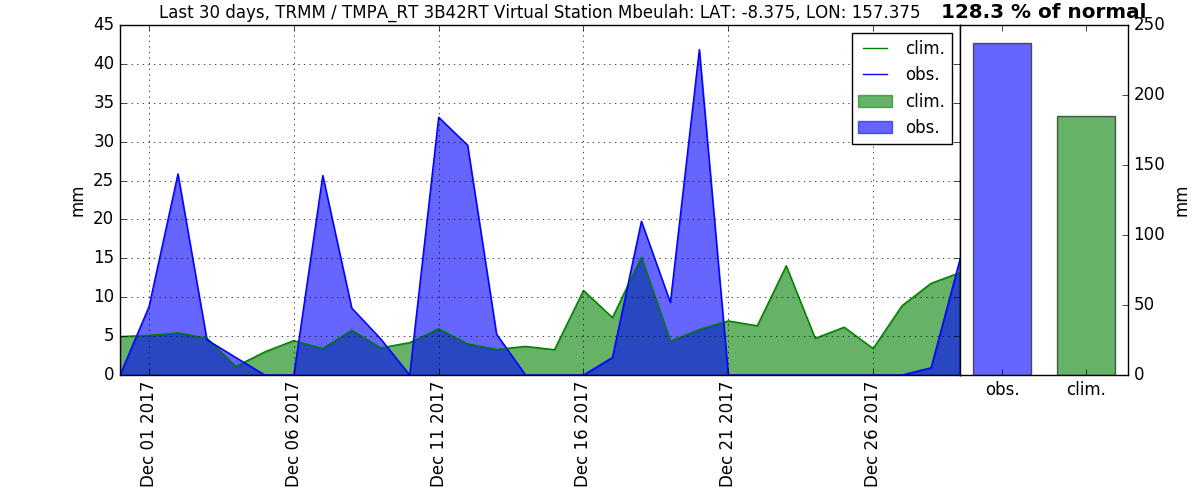 Last 30 days, TRMM / TMPA_RT 3B42RT Virtual Station Mbeulah: LAT: -8.375, LON: 157.375
128.3 % of normal
mm
45
40
35
30
25
20
15
10
5
0
clim.
obs.
clim.
obs.
Dec 01 2017
Dec 06 2017
Dec 11 2017
Dec 16 2017
Dec 21 2017
Dec 26 2017
250
200
150
100
50
0
mm
obs.
clim.